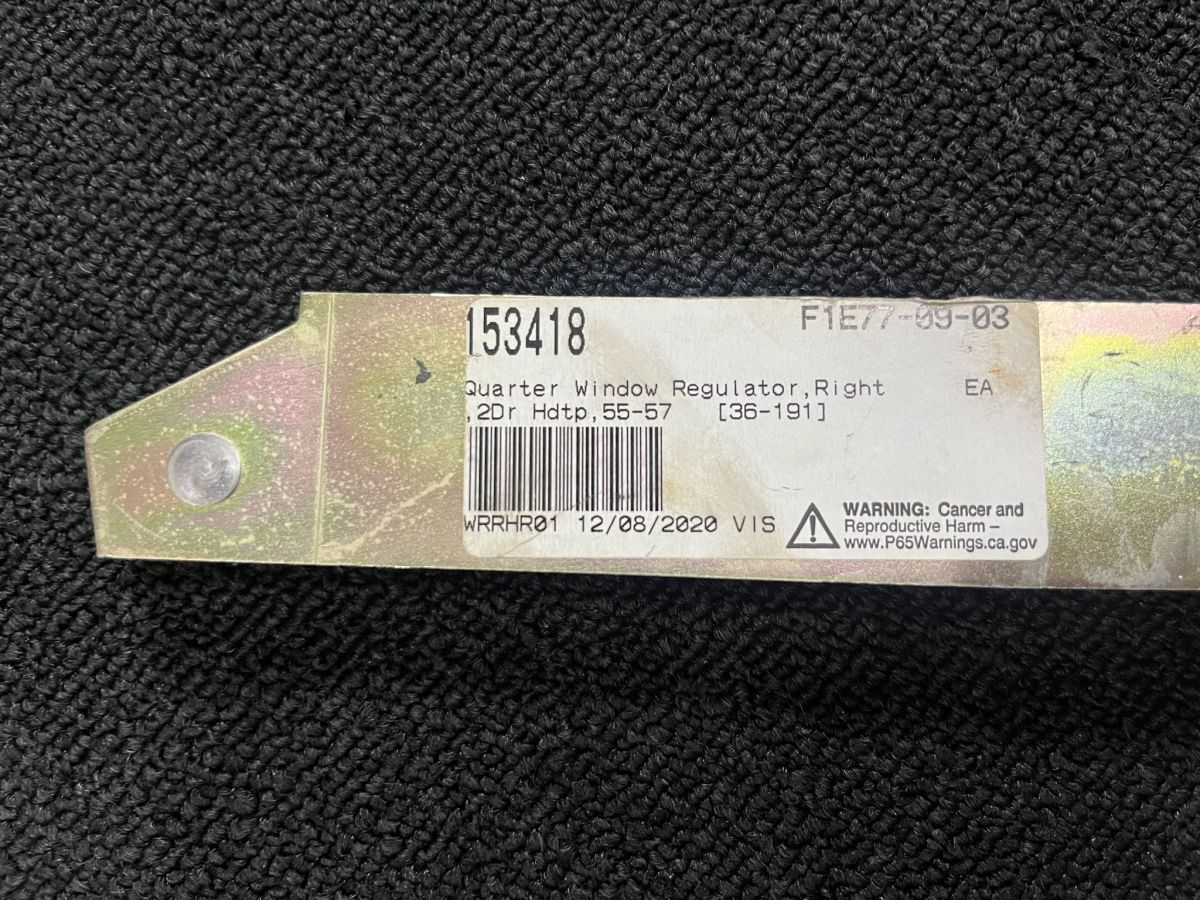 153418
F1E77-09-03
Quarter Window Regulator,Right EA
,2Dr Hdtp,55-57 [36-191]
WRRHR01 12/08/2020 VIS
WARNING: Cancer and
Reproductive Harm –
www.P65Warnings.ca.gov